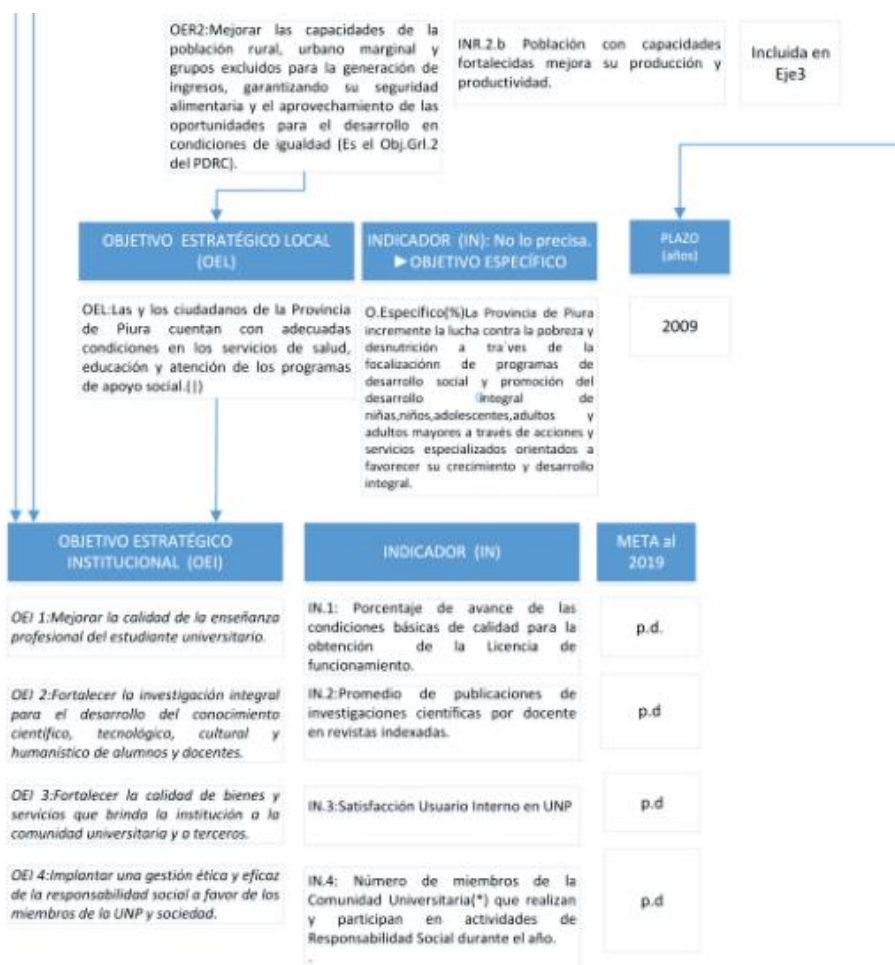 OER2:Mejorar las capacidades de la
población rural, urbano marginal y
grupos excluidos para la generación de
ingresos, garantizando su seguridad
alimentaria y el aprovechamiento de las
oportunidades para el desarrollo en
condiciones de igualdad (Es el Obj.Grl.2
del PDRC).
INR.2.b Población con capacidades
fortalecidas mejora su producción y
productividad.
Incluida en
Eje3
OBJETIVO ESTRATÉGICO LOCAL
(OEL)
INDICADOR (IN): No lo precisa.
►OBJETIVO ESPECÍFICO
PLAZO
(años)
OEL:Las y los ciudadanos de la Provincia
de Piura cuentan con adecuadas
condiciones en los servicios de salud,
educación y atención de los programas
de apoyo social.(|)
O.Específico(%)La Provincia de Piura
incremente la lucha contra la pobreza y
desnutrición a tra´ves de la
focalizaciónn de programas de
desarrollo social y promoción del
desarrollo integral de
niñas,niños,adolescentes,adultos y
adultos mayores a través de acciones y
servicios especializados orientados a
favorecer su crecimiento y desarrollo
integral.
2009
OBJETIVO ESTRATÉGICO
INSTITUCIONAL (OEI)
INDICADOR (IN)
META al
2019
OEI 1:Mejorar la calidad de la enseñanza
profesional del estudiante universitario.
IN.1: Porcentaje de avance de las
condiciones básicas de calidad para la
obtención de la Licencia de
funcionamiento.
p.d.
OEI 2:Fortalecer la investigación integral
para el desarrollo del conocimiento
científico, tecnológico, cultural y
humanístico de alumnos y docentes.
IN.2:Promedio de publicaciones de
investigaciones científicas por docente
en revistas indexadas.
p.d
OEI 3:Fortalecer la calidad de bienes y
servicios que brinda la institución a la
comunidad universitaria y a terceros.
IN.3:Satisfacción Usuario Interno en UNP
p.d
OEI 4:Implantar una gestión ética y eficaz
de la responsabilidad social a favor de los
miembros de la UNP y sociedad.
IN.4: Número de miembros de la
Comunidad Universitaria(*) que realizan
y participan en actividades de
Responsabilidad Social durante el año.
.
p.d